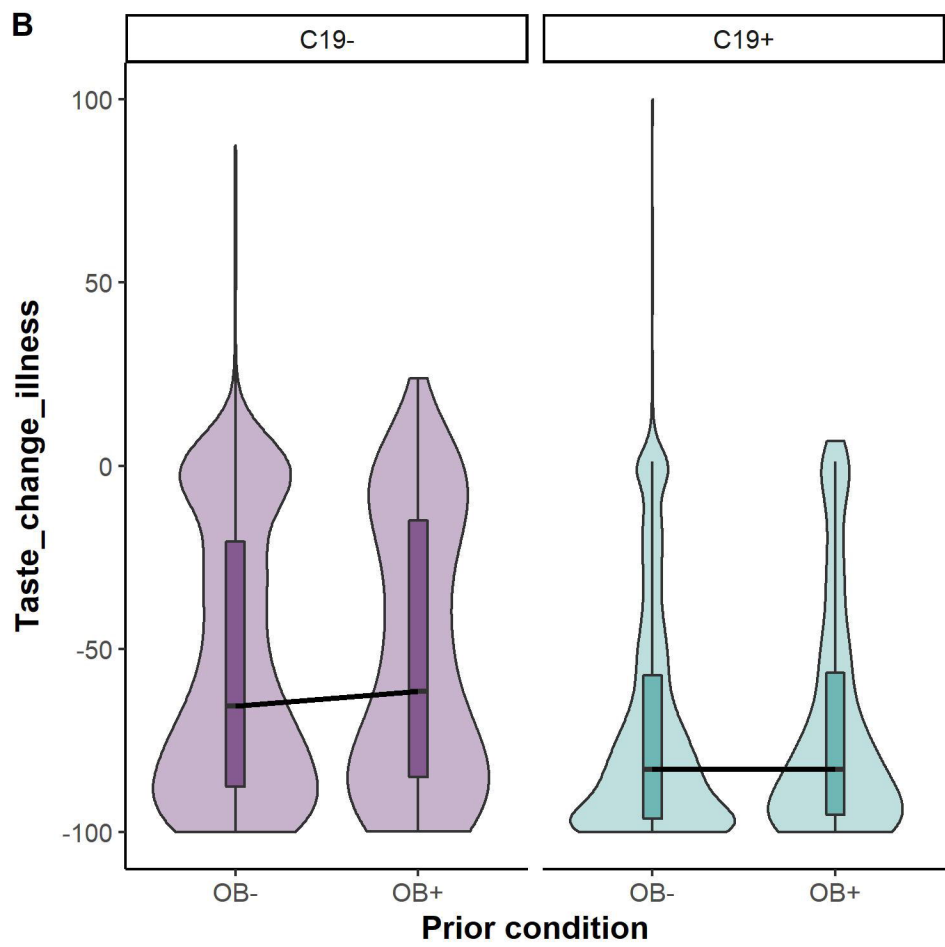 B
C19-
C19+
Taste_change_illness
100
50
0
-50
-100
OB-
OB+
OB-
OB+
Prior condition